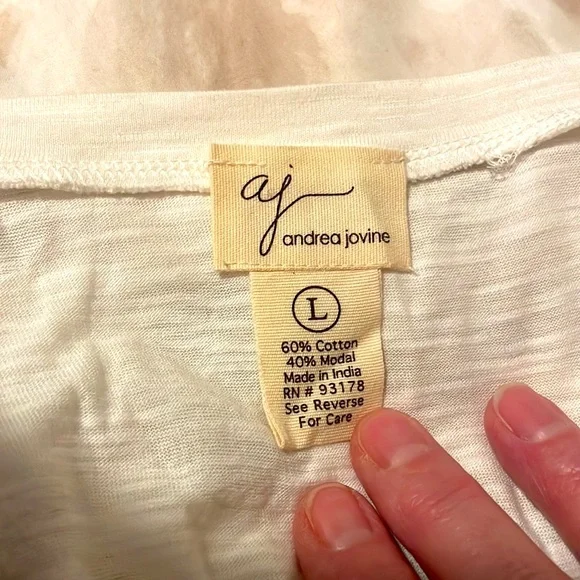 aj
andrea jovine
L
60% Cotton
40% Modal
Made in India
RN # 93178
See Reverse
For Care